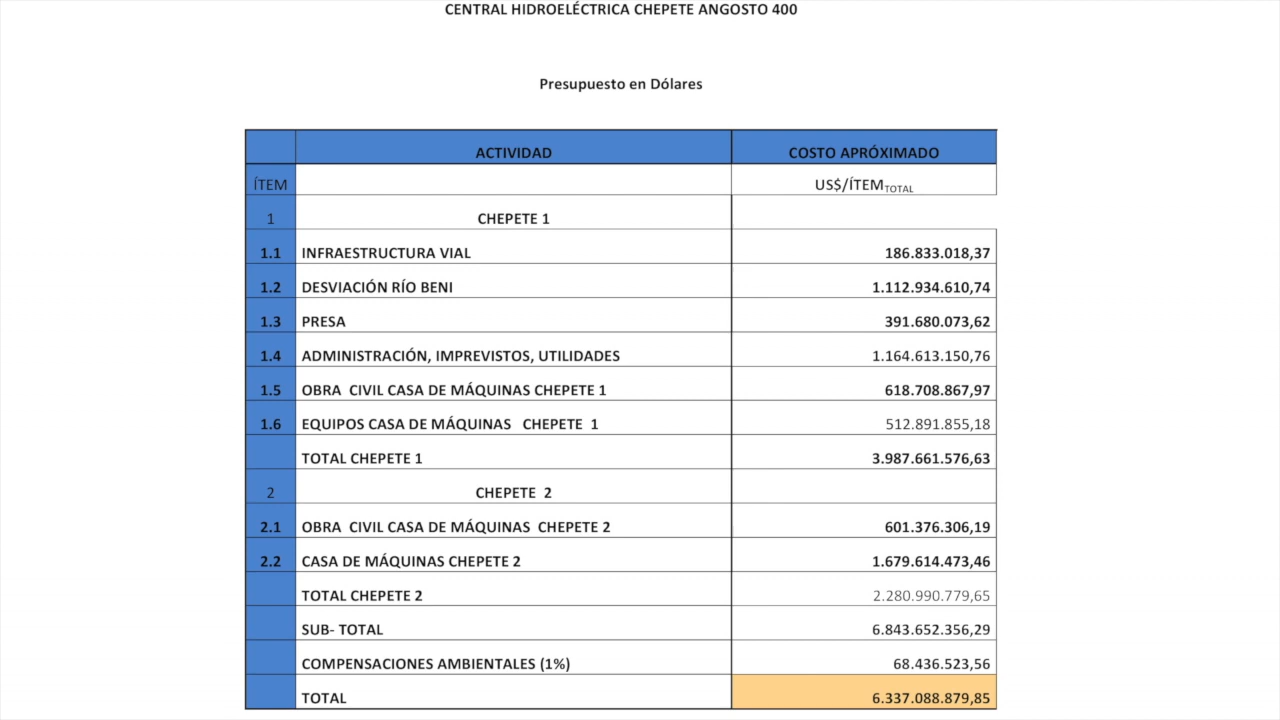 CENTRAL HIDROELÉCTRICA CHEPETE ANGOSTO 400
Presupuesto en Dólares
ACTIVIDAD COSTO APRÓXIMADO
ÍTEM US$/ÍTEMTOTAL
1 CHEPETE 1
1.1 INFRAESTRUCTURA VIAL 186.833.018,37
1.2 DESVIACIÓN RÍO BENI 1.112.934.610,74
1.3 PRESA 391.680.073,62
1.4 ADMINISTRACIÓN, IMPREVISTOS, UTILIDADES 1.164.613.150,76
1.5 OBRA CIVIL CASA DE MÁQUINAS CHEPETE 1 618.708.867,97
1.6 EQUIPOS CASA DE MÁQUINAS CHEPETE 1 512.891.855,18
TOTAL CHEPETE 1 3.987.661.576,63
2 CHEPETE 2
2.1 OBRA CIVIL CASA DE MÁQUINAS CHEPETE 2 601.376.306,19
2.2 CASA DE MÁQUINAS CHEPETE 2 1.679.614.473,46
TOTAL CHEPETE 2 2.280.990.779,65
SUB- TOTAL 6.843.652.356,29
COMPENSACIONES AMBIENTALES (1%) 68.436.523,56
TOTAL 6.337.088.879,85